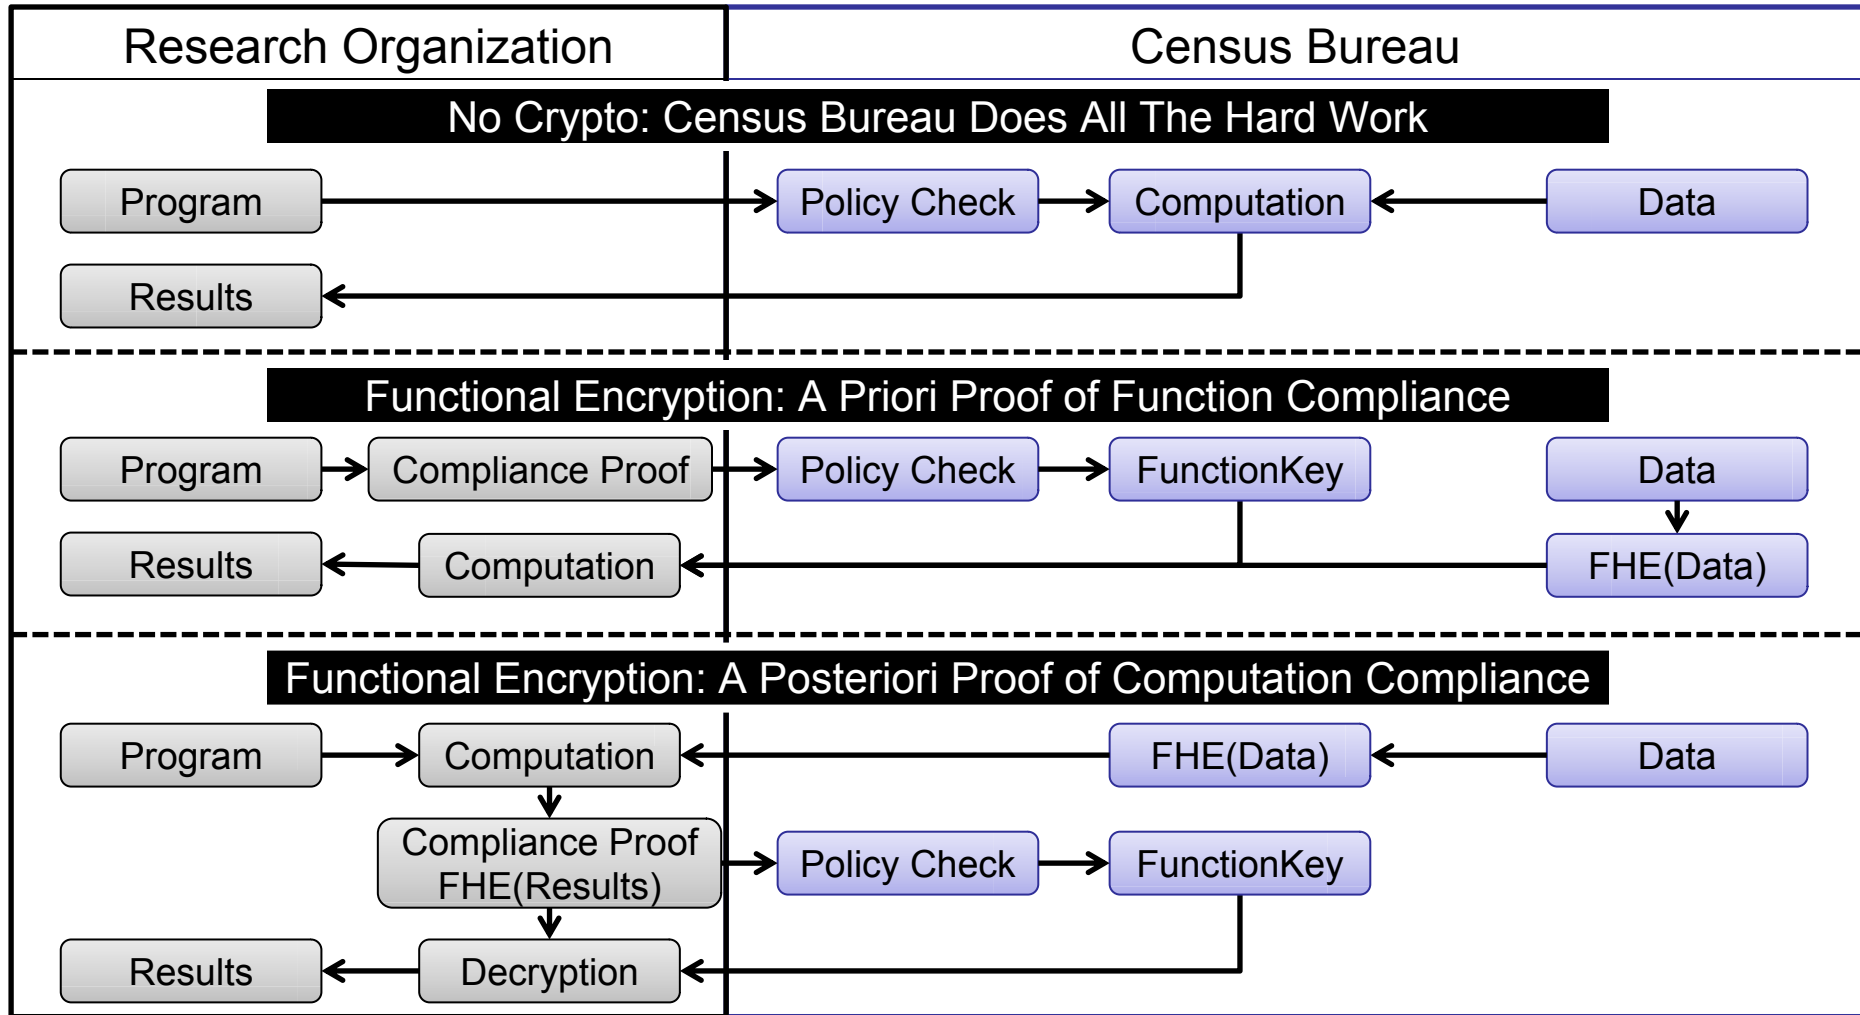 Research Organization
Census Bureau
No Crypto: Census Bureau Does All The Hard Work
Program
Policy Check
Computation
Data
Results
Functional Encryption: A Priori Proof of Function Compliance
Program
Compliance Proof
Policy Check
FunctionKey
Data
Results
Computation
FHE(Data)
Functional Encryption: A Posteriori Proof of Computation Compliance
Program
Computation
FHE(Data)
Data
Compliance Proof
FHE(Results)
Policy Check
FunctionKey
Results
Decryption